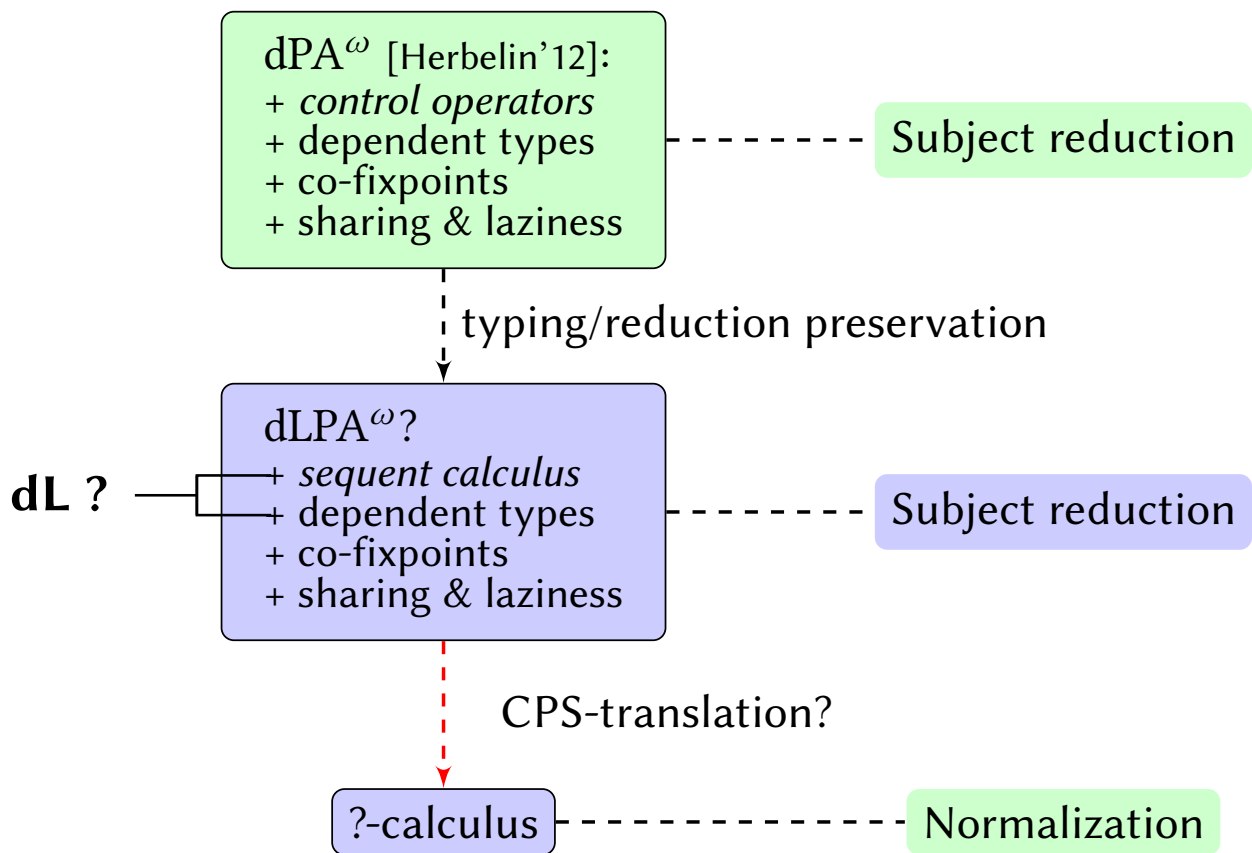 dPA^ω [Herbelin'12]:
+ control operators
+ dependent types
+ co-fixpoints
+ sharing & laziness
Subject reduction
typing/reduction preservation
dLPA^ω?
+ sequent calculus
+ dependent types
+ co-fixpoints
+ sharing & laziness
dL ?
Subject reduction
CPS-translation?
?-calculus
Normalization